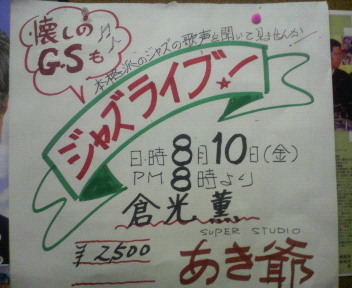 懐しの
G.Sも
本格派のジャズの歌声を聞いて見ませんか
ジャズライブ!
日時8月10日(金)
PM 8時より
倉光薫
SUPER STUDIO
¥2500
あき爺